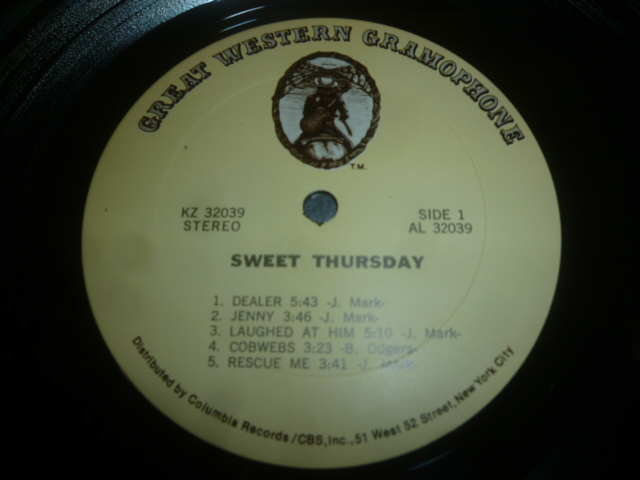 GREAT WESTERN GRAMOPHONE
T.M.
KZ 32039
STEREO
SIDE 1
AL 32039
SWEET THURSDAY
1. DEALER 5:43 -J. Mark-
2. JENNY 3:46 -J. Mark-
3. LAUGHED AT HIM 5:10 -J. Mark-
4. COBWEBS 3:23 -B. Odgers-
5. RESCUE ME 3:41 -J. Mark-
Distributed by Columbia Records/CBS, Inc., 51 West 52 Street, New York City